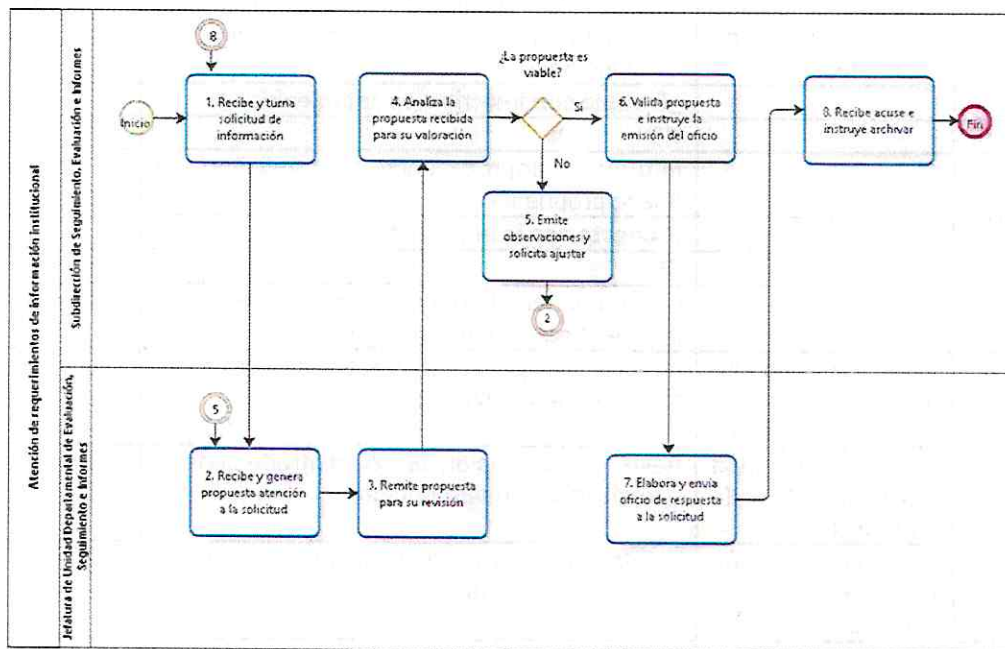 Atención de requerimientos de información institucional
Subdirección de Seguimiento, Evaluación e Informes
8
Inicio
1. Recibe y turna
solicitud de
información
4. Analiza la
propuesta recibida
para su valoración
¿La propuesta es
viable?
Si
No
5. Emite
observaciones y
solicita ajustar
2
6. Valida propuesta
e instruye la
emisión del oficio
8. Recibe acuse e
instruye archivar
Fin
Jefatura de Unidad Departamental de Evaluación,
Seguimiento e Informes
5
2. Recibe y genera
propuesta atención
a la solicitud
3. Remite propuesta
para su revisión
7. Elabora y envía
oficio de respuesta
a la solicitud